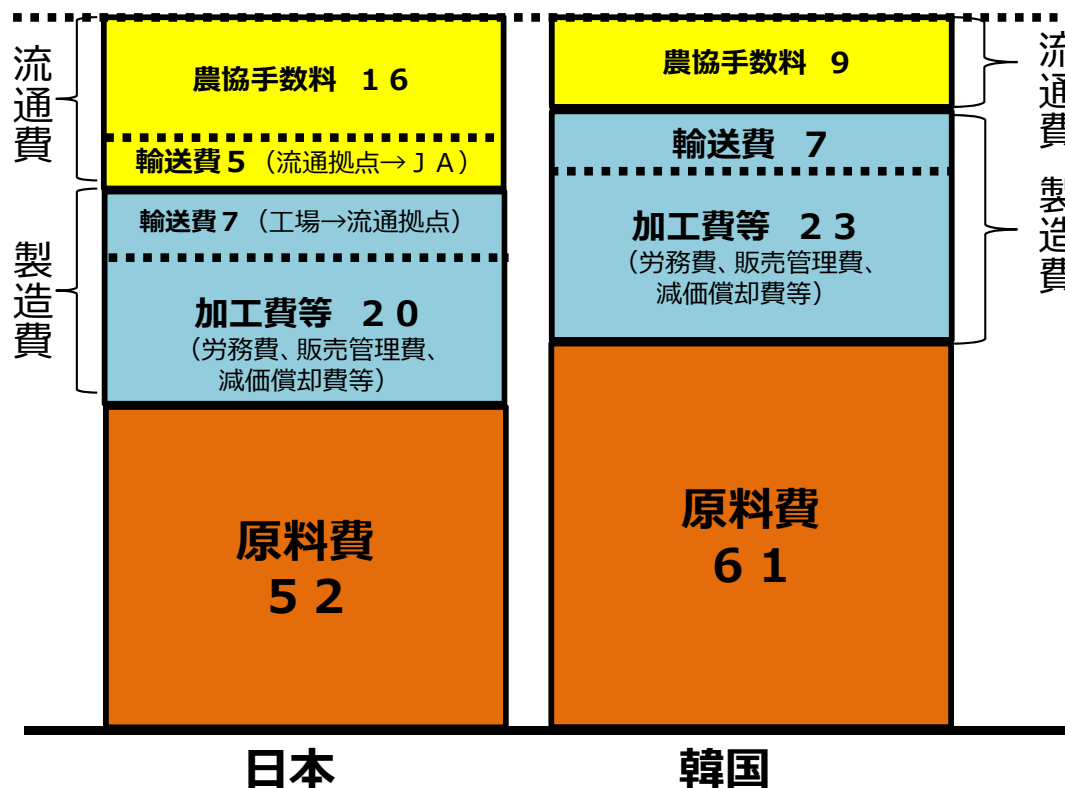 流通費
農協手数料 １６
輸送費５（流通拠点→ＪＡ）
製造費
輸送費７（工場→流通拠点）
加工費等 ２０
（労務費、販売管理費、
減価償却費等）
原料費
５２
日本
農協手数料 ９
流通費
輸送費 ７
製造費
加工費等 ２３
（労務費、販売管理費、
減価償却費等）
原料費
６１
韓国